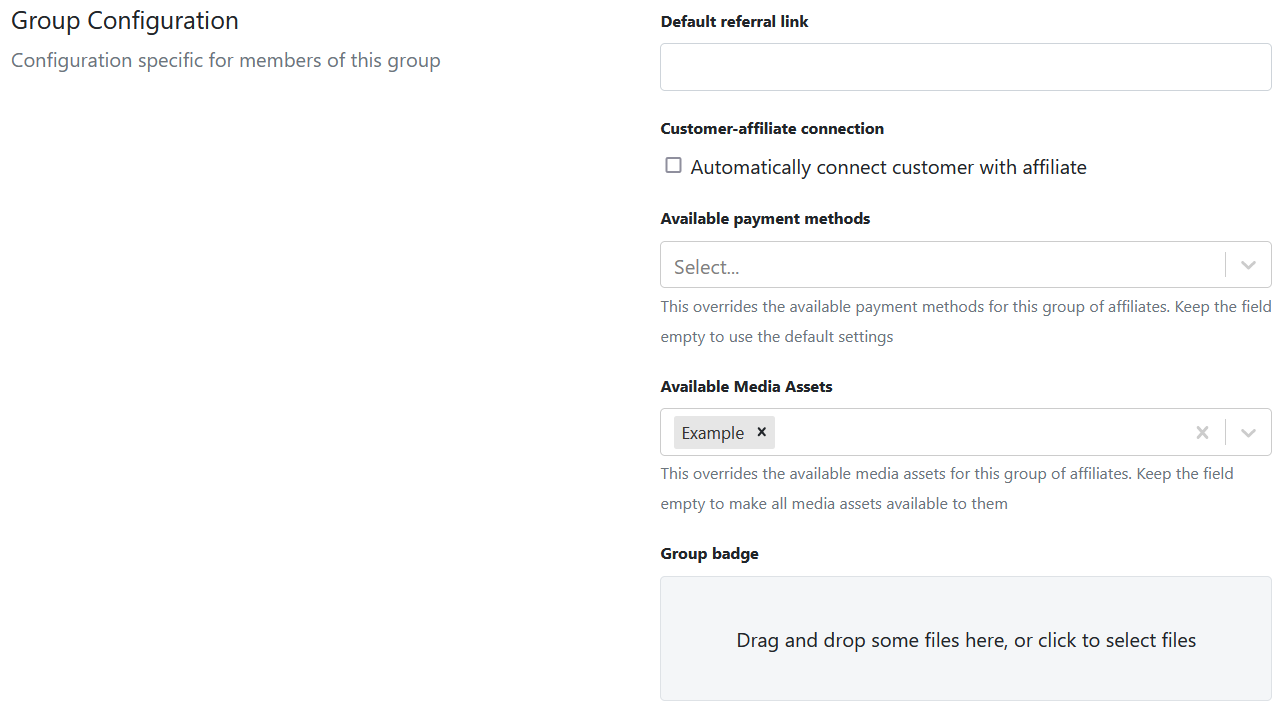 Group Configuration
Configuration specific for members of this group
Default referral link
Customer-affiliate connection
Automatically connect customer with affiliate
Available payment methods
Select...
This overrides the available payment methods for this group of affiliates. Keep the field
empty to use the default settings
Available Media Assets
Example
This overrides the available media assets for this group of affiliates. Keep the field
empty to make all media assets available to them
Group badge
Drag and drop some files here, or click to select files